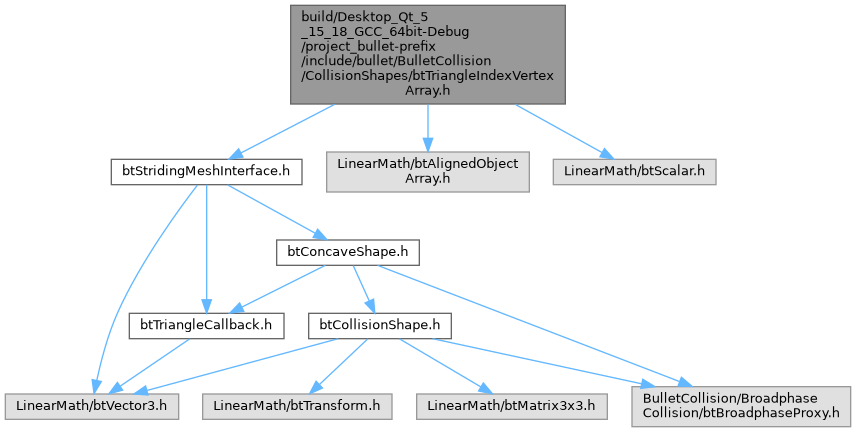 build/Desktop_Qt_5
_15_18_GCC_64bit-Debug
/project_bullet-prefix
/include/bullet/BulletCollision
/CollisionShapes/btTriangleIndexVertex
Array.h
btStridingMeshInterface.h
LinearMath/btAlignedObject
Array.h
LinearMath/btScalar.h
btConcaveShape.h
btTriangleCallback.h
btCollisionShape.h
LinearMath/btVector3.h
LinearMath/btTransform.h
LinearMath/btMatrix3x3.h
BulletCollision/Broadphase
Collision/btBroadphaseProxy.h